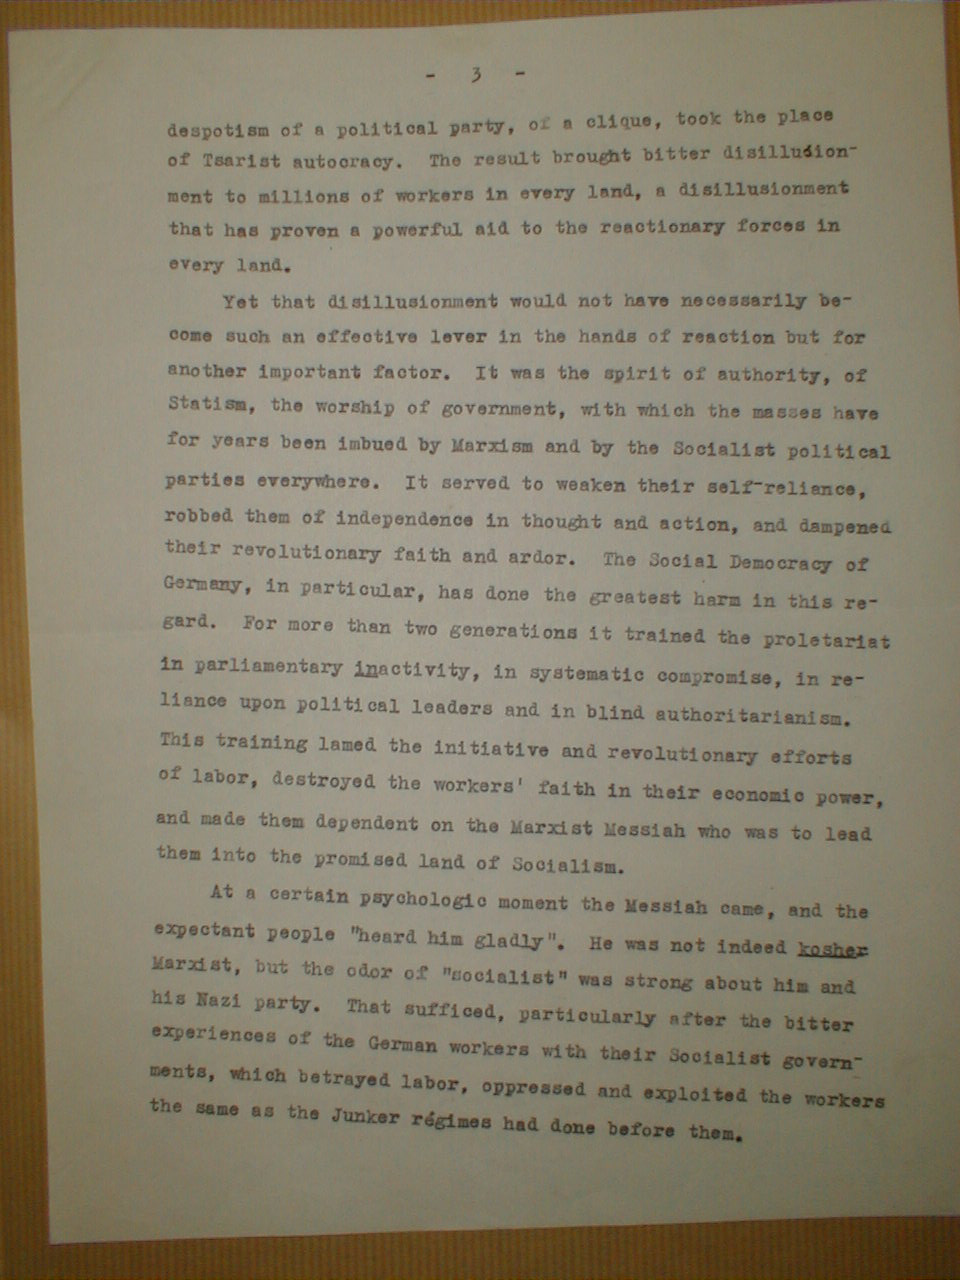 - 3 -
despotism of a political party, of a clique, took the place
of Tsarist autocracy. The result brought bitter disilludion-
ment to millions of workers in every land, a disillusionment
that has proven a powerful aid to the reactionary forces in
every land.
Yet that disillusionment would not have necessarily be-
come such an effective lever in the hands of reaction but for
another important factor. It was the spirit of authority, of
Statism, the worship of government, with which the masses have
for years been imbued by Marxism and by the Socialist political
parties everywhere. It served to weaken their self-reliance,
robbed them of independence in thought and action, and dampened
their revolutionary faith and ardor. The Social Democracy of
Germany, in particular, has done the greatest harm in this re-
gard. For more than two generations it trained the proletariat
in parliamentary inactivity, in systematic compromise, in re-
liance upon political leaders and in blind authoritarianism.
This training lamed the initiative and revolutionary efforts
of labor, destroyed the workers' faith in their economic power,
and made them dependent on the Marxist Messiah who was to lead
them into the promised land of Socialism.
At a certain psychologic moment the Messiah came, and the
expectant people "heard him gladly". He was not indeed kosher
Marxist, but the odor of "socialist" was strong about him and
his Nazi party. That sufficed, particularly after the bitter
experiences of the German workers with their Socialist govern-
ments, which betrayed labor, oppressed and exploited the workers
the same as the Junker régimes had done before them.